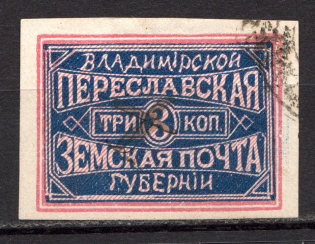 ВЛАДИМІРСКОЙ
ПЕРЕСЛАВСКАЯ
ТРИ 3 КОП.
ЗЕМСКАЯ ПОЧТА
ГУБЕРНІИ